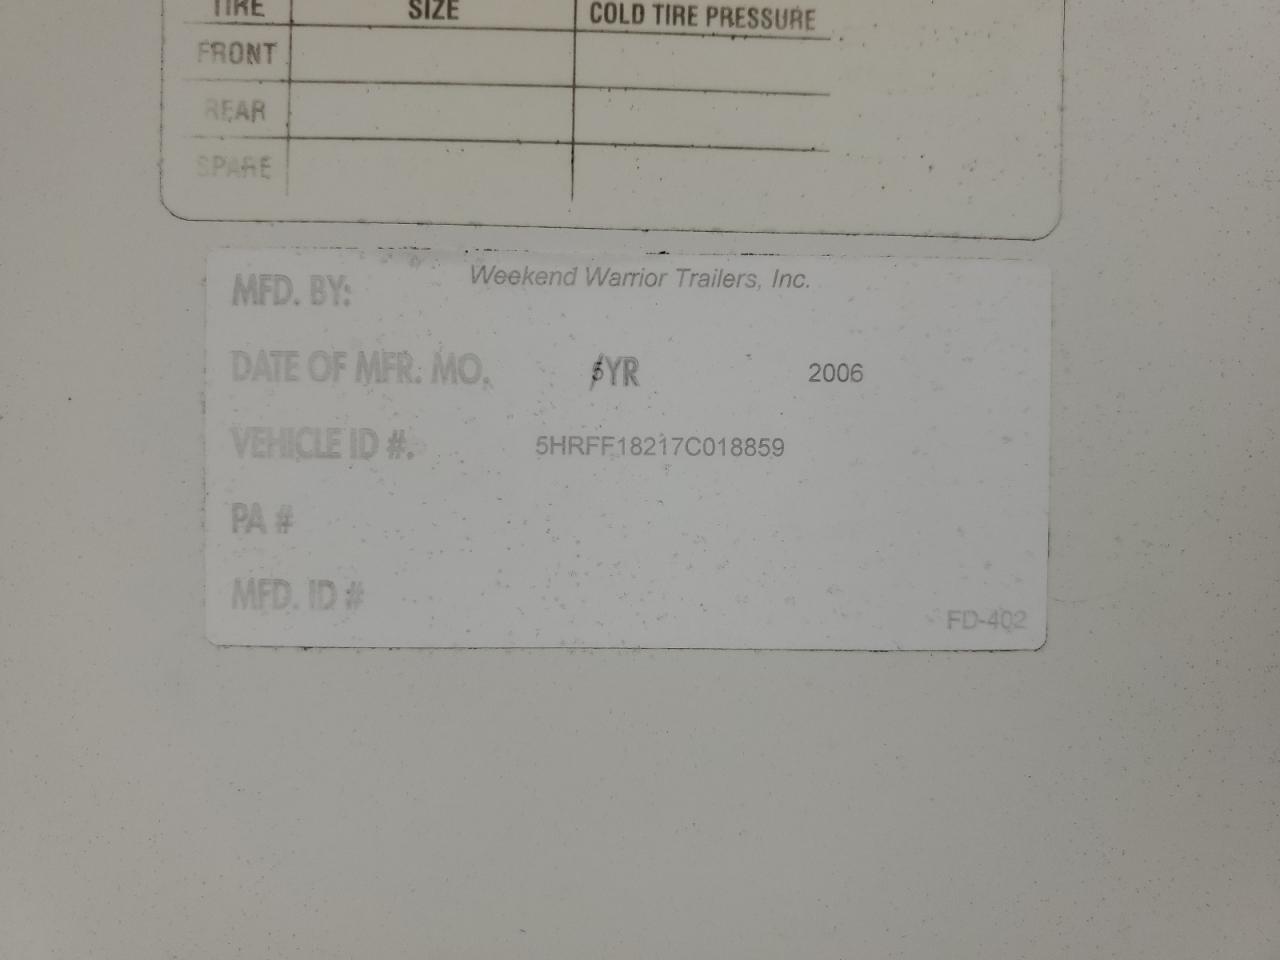 TIRE SIZE COLD TIRE PRESSURE
FRONT
REAR
SPARE
MFD. BY: Weekend Warrior Trailers, Inc.
DATE OF MFR: MO. 5/YR 2006
VEHICLE ID #. 5HRFF18217C018859
PA #
MFD. ID #
FD-402